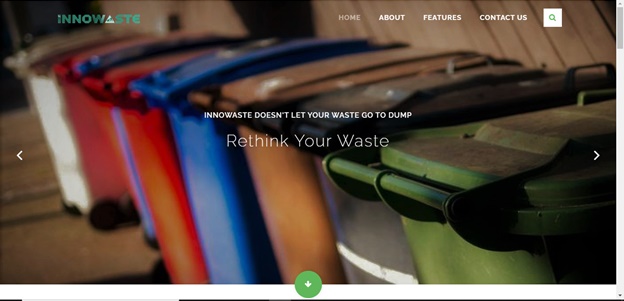 INNOWASTE
HOME ABOUT FEATURES CONTACT US
INNOWASTE DOESN'T LET YOUR WASTE GO TO DUMP
Rethink Your Waste